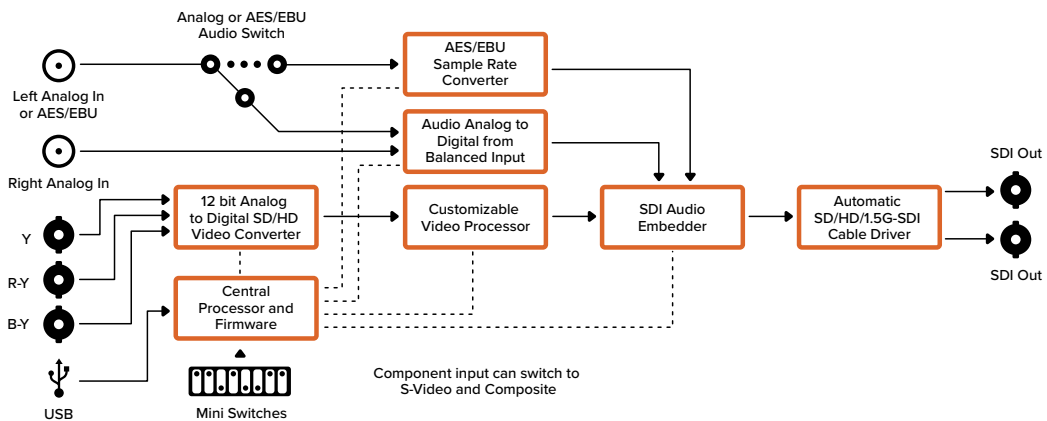 Analog or AES/EBU
Audio Switch
Left Analog In
or AES/EBU
Right Analog In
Y
R-Y
B-Y
USB
AES/EBU
Sample Rate
Converter
Audio Analog to
Digital from
Balanced Input
12 bit Analog
to Digital SD/HD
Video Converter
Customizable
Video Processor
SDI Audio
Embedder
Automatic
SD/HD/1.5G-SDI
Cable Driver
SDI Out
SDI Out
Central
Processor and
Firmware
Mini Switches
Component input can switch to
S-Video and Composite